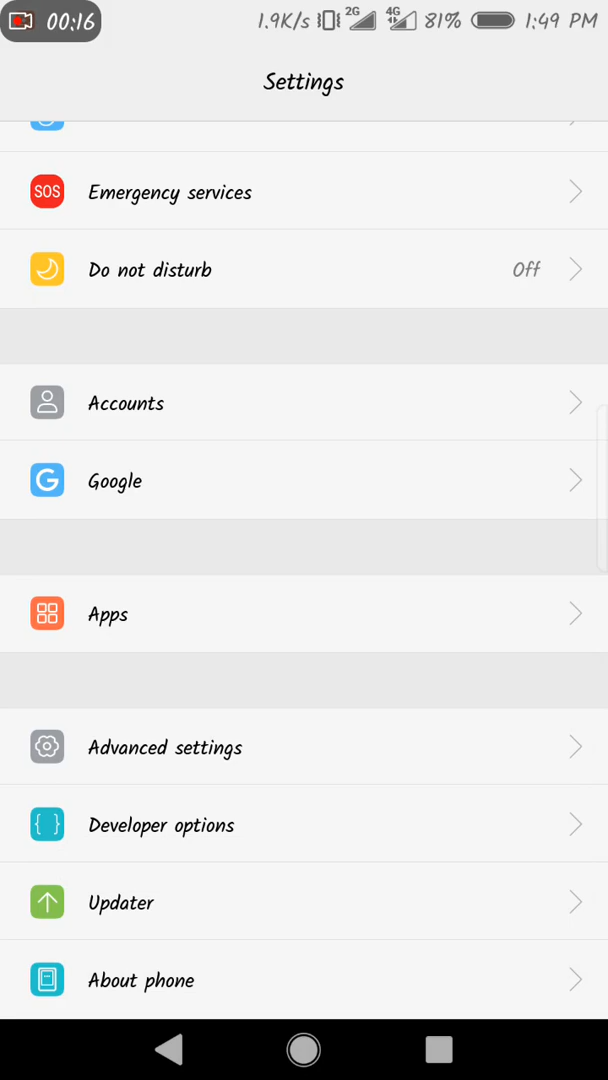 00:16 1.9K/s 2G 4G 81% 1:49 PM
Settings
SOS Emergency services
Do not disturb Off
Accounts
G Google
Apps
Advanced settings
{ } Developer options
Updater
About phone